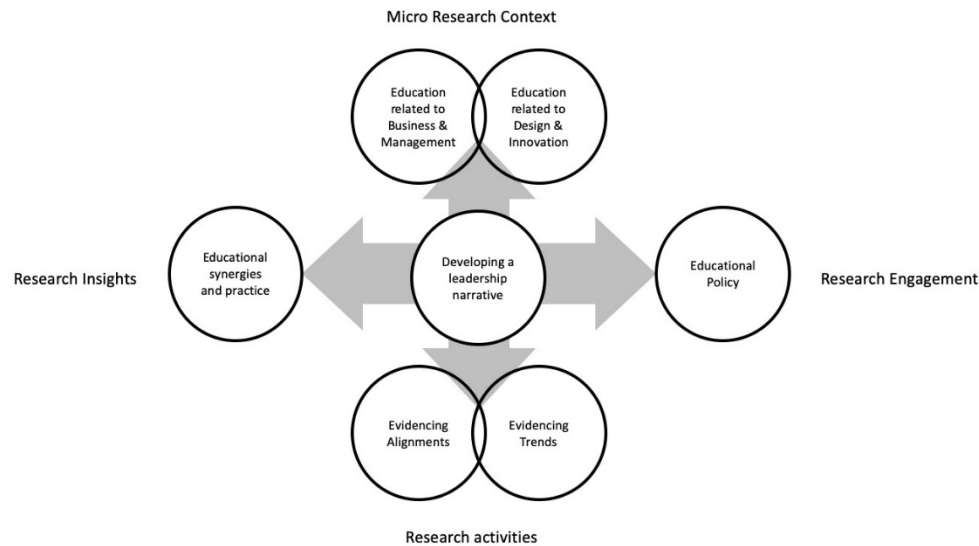 Micro Research Context
Education
related to
Business &
Management
Education
related to
Design &
Innovation
Research Insights
Educational
synergies
and practice
Developing a
leadership
narrative
Educational
Policy
Research Engagement
Evidencing
Alignments
Evidencing
Trends
Research activities